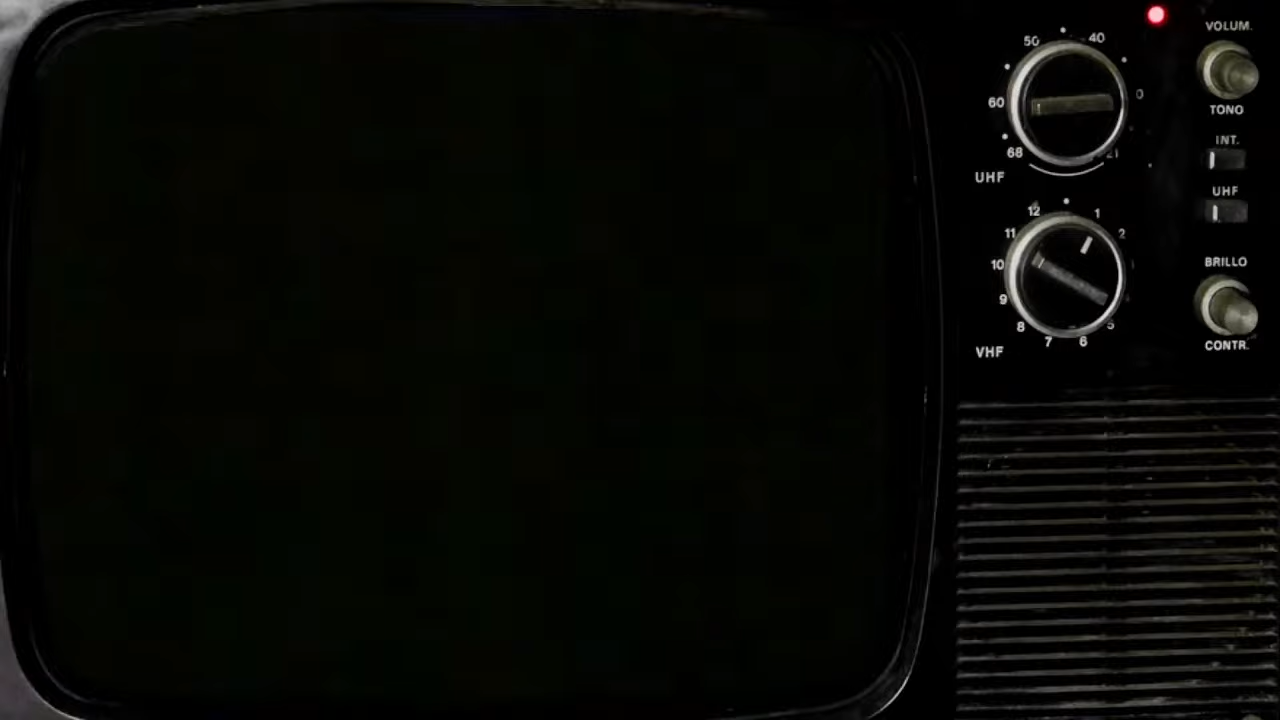 VOLUM.
50 40
60 0
TONO
68 21
INT.
UHF
UHF
12 1
11 2
10
BRILLO
9
8 5
7 6
CONTR.
VHF